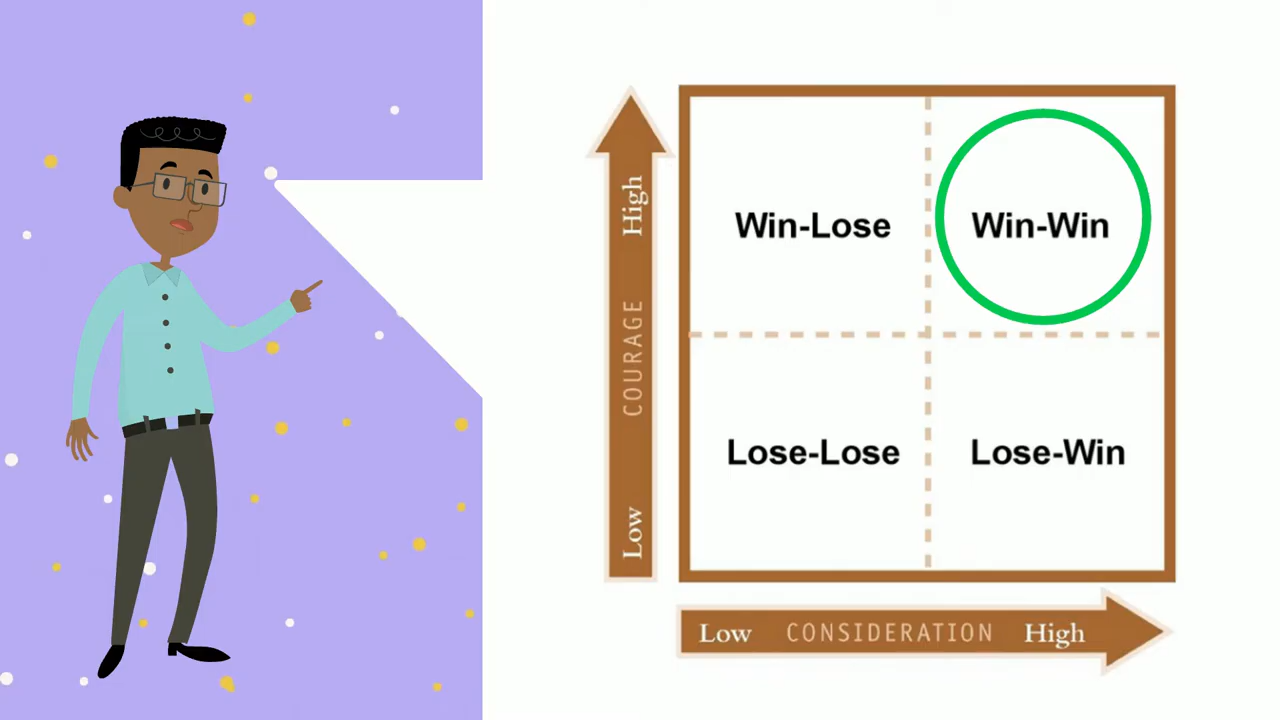 High
Win-Lose
Win-Win
COURAGE
Lose-Lose
Lose-Win
Low
Low CONSIDERATION High